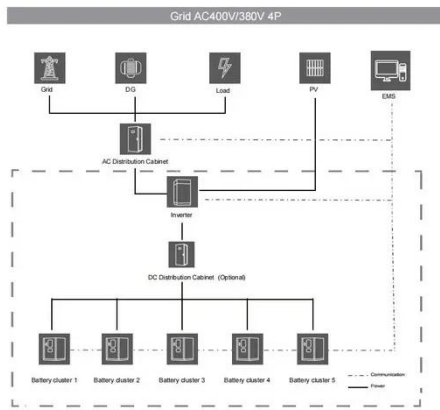 Grid AC400V/380V 4P
Grid
DG
Load
PV
EMS
AC Distribution Cabinet
Inverter
DC Distribution Cabinet (Optional)
Battery cluster 1
Battery cluster 2
Battery cluster 3
Battery cluster 4
Battery cluster 5
Communication
Power